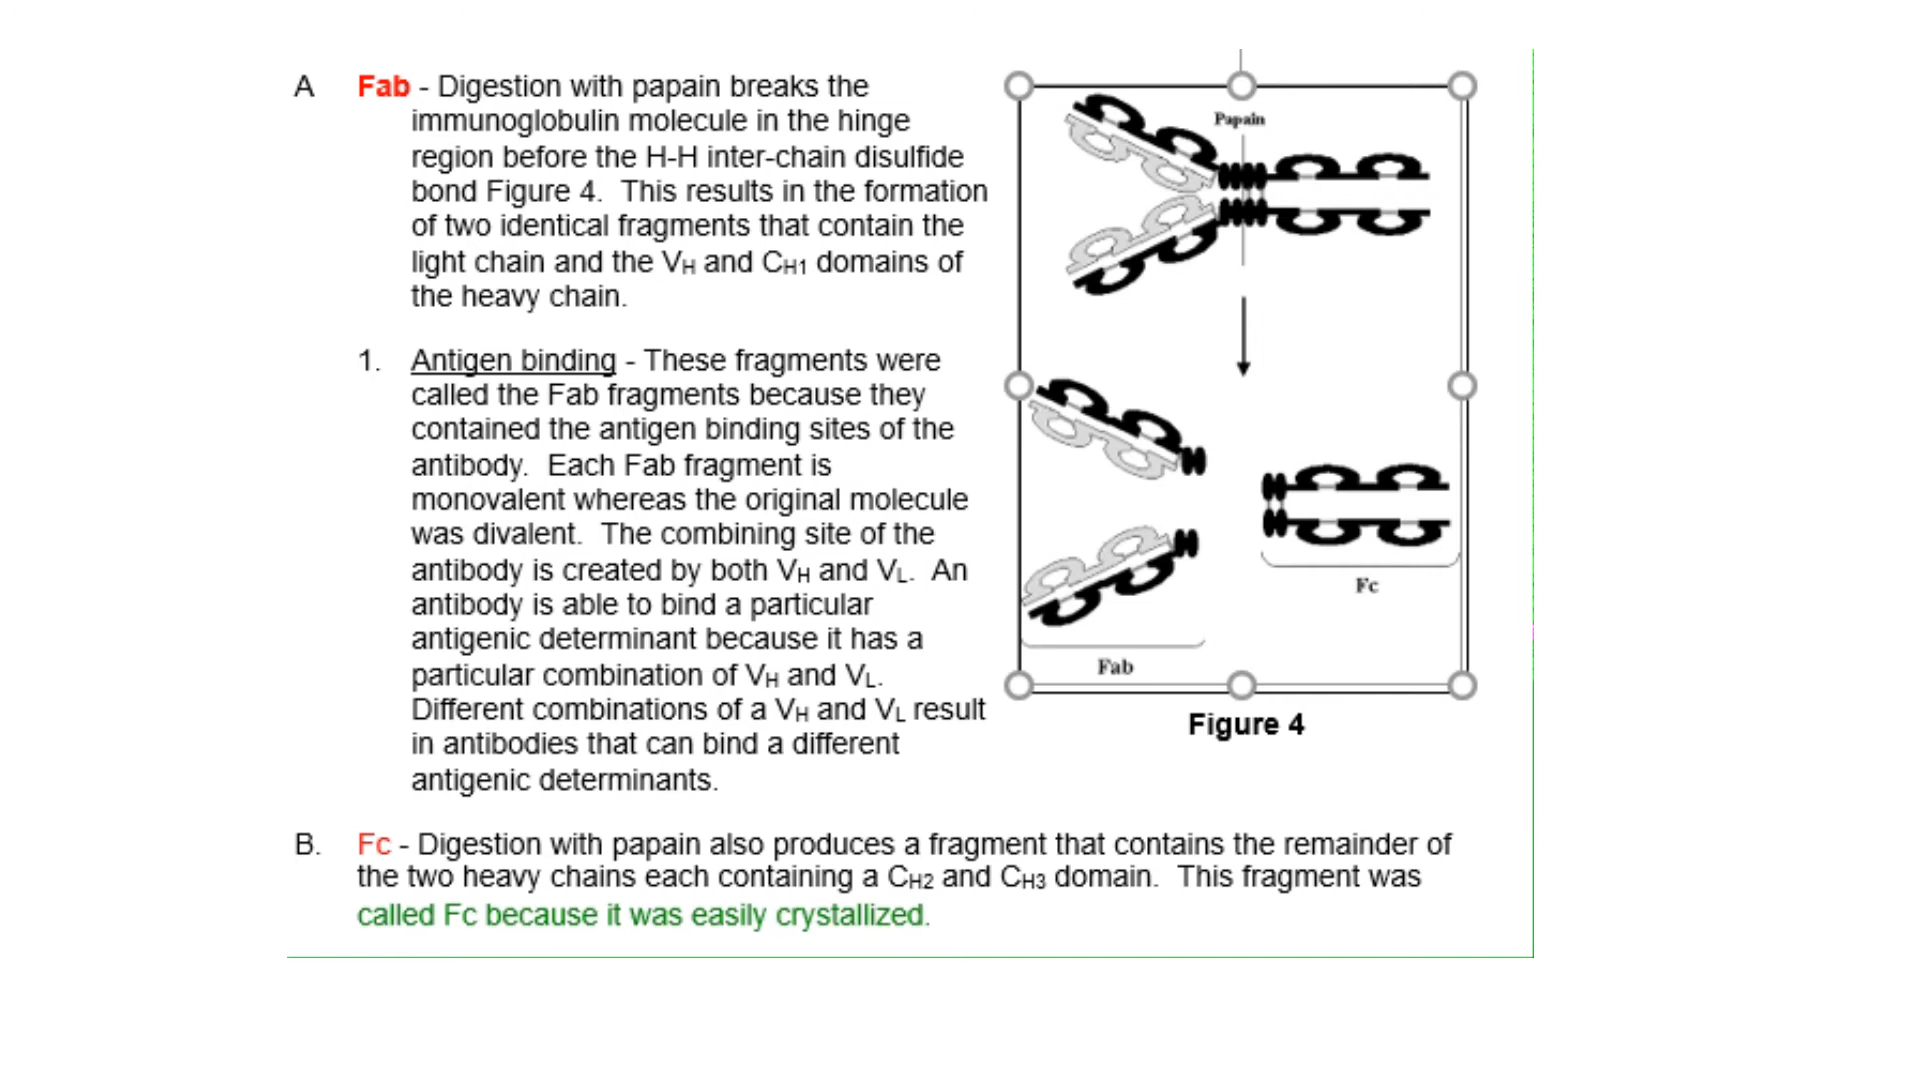 A Fab - Digestion with papain breaks the
immunoglobulin molecule in the hinge
region before the H-H inter-chain disulfide
bond Figure 4. This results in the formation
of two identical fragments that contain the
light chain and the VH and CH1 domains of
the heavy chain.
1. Antigen binding - These fragments were
called the Fab fragments because they
contained the antigen binding sites of the
antibody. Each Fab fragment is
monovalent whereas the original molecule
was divalent. The combining site of the
antibody is created by both VH and VL. An
antibody is able to bind a particular
antigenic determinant because it has a
particular combination of VH and VL.
Different combinations of a VH and VL result
in antibodies that can bind a different
antigenic determinants.
Papain
Fc
Fab
Figure 4
B. Fc - Digestion with papain also produces a fragment that contains the remainder of
the two heavy chains each containing a CH2 and CH3 domain. This fragment was
called Fc because it was easily crystallized.